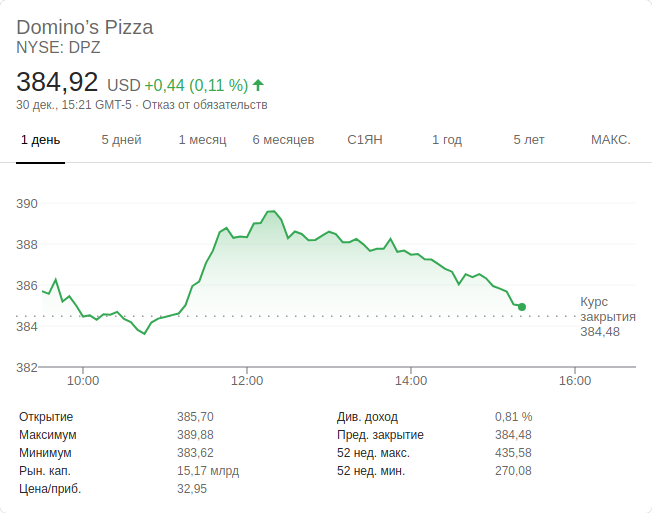 Domino’s Pizza
NYSE: DPZ
384,92 USD +0,44 (0,11 %)
30 дек., 15:21 GMT-5 · Отказ от обязательств
1 день 5 дней 1 месяц 6 месяцев С1ЯН 1 год 5 лет МАКС.
390
388
386
384
382
Курс
закрытия
384,48
10:00 12:00 14:00 16:00
Открытие 385,70 Див. доход 0,81 %
Максимум 389,88 Пред. закрытие 384,48
Минимум 383,62 52 нед. макс. 435,58
Рын. кап. 15,17 млрд 52 нед. мин. 270,08
Цена/приб. 32,95